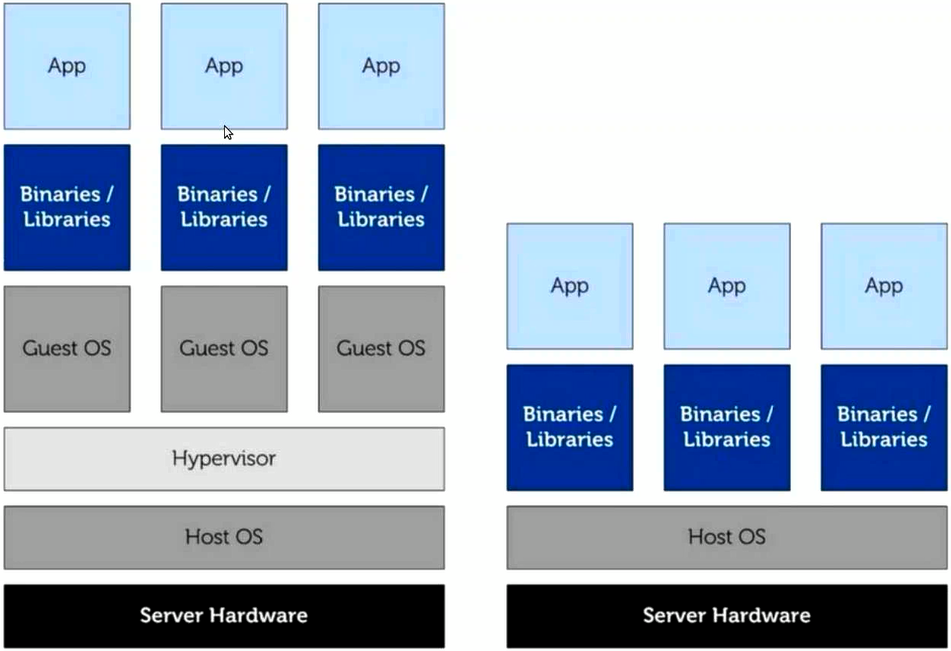 App
App
App
Binaries /
Libraries
Binaries /
Libraries
Binaries /
Libraries
Guest OS
Guest OS
Guest OS
Hypervisor
Host OS
Server Hardware
App
App
App
Binaries /
Libraries
Binaries /
Libraries
Binaries /
Libraries
Host OS
Server Hardware